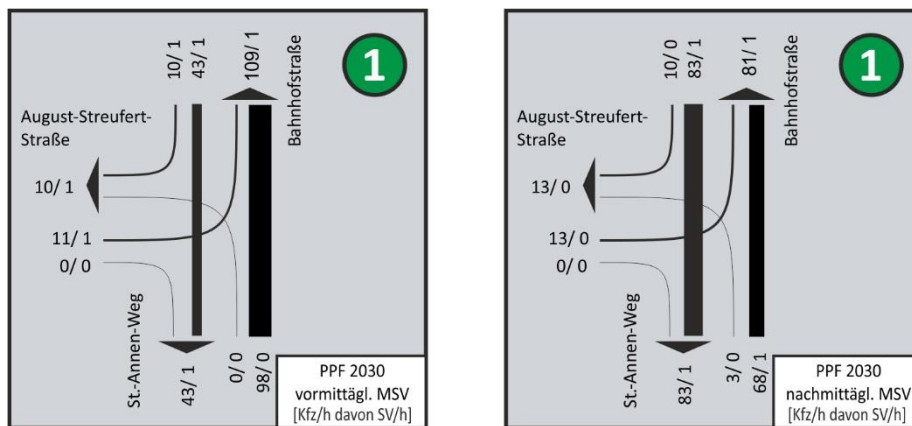 10/ 1
43/ 1
109/ 1
1
Bahnhofstraße
August-Streufert-
Straße
10/ 1
11/ 1
0/ 0
St.-Annen-Weg
43/ 1
0/ 0
98/ 0
PPF 2030
vormittägl. MSV
[Kfz/h davon SV/h]
10/ 0
83/ 1
81/ 1
1
Bahnhofstraße
August-Streufert-
Straße
13/ 0
13/ 0
0/ 0
St.-Annen-Weg
83/ 1
3/ 0
68/ 1
PPF 2030
nachmittägl. MSV
[Kfz/h davon SV/h]